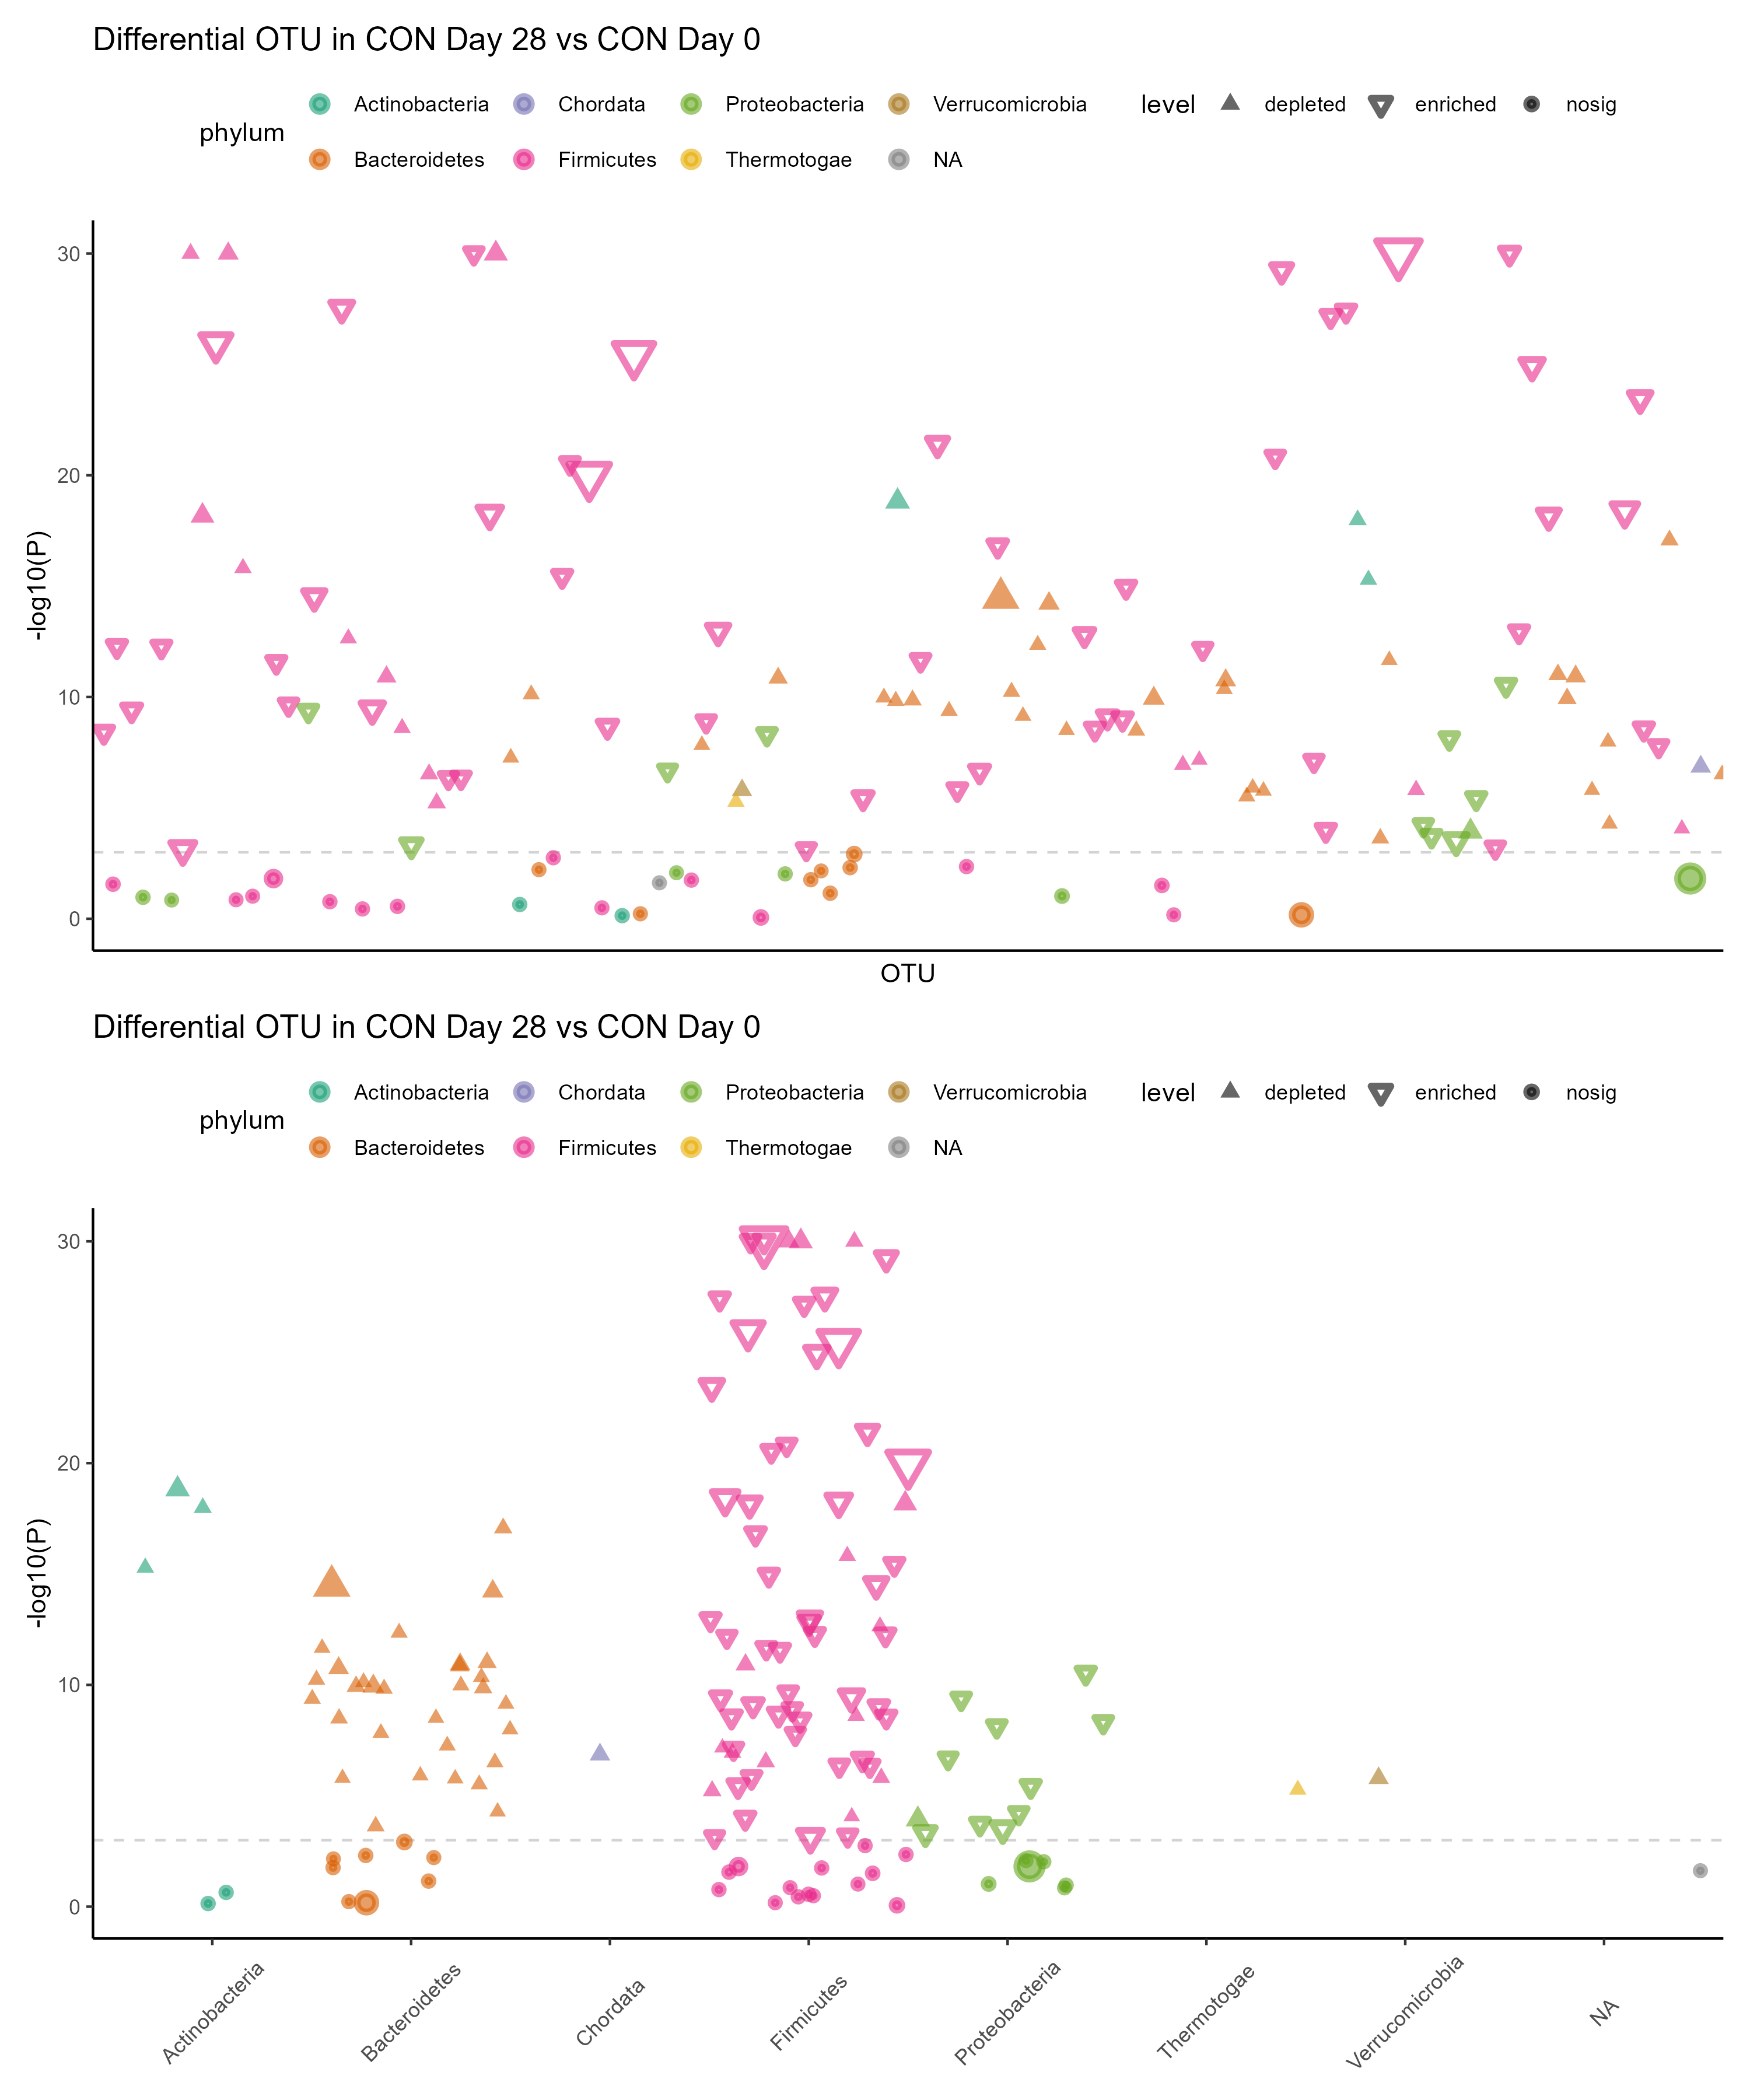 Differential OTU in CON Day 28 vs CON Day 0
phylum
Actinobacteria Chordata Proteobacteria Verrucomicrobia
Bacteroidetes Firmicutes Thermotogae NA
level depleted enriched nosig
-log10(P)
30
20
10
0
OTU
Differential OTU in CON Day 28 vs CON Day 0
phylum
Actinobacteria Chordata Proteobacteria Verrucomicrobia
Bacteroidetes Firmicutes Thermotogae NA
level depleted enriched nosig
-log10(P)
30
20
10
0
Actinobacteria Bacteroidetes Chordata Firmicutes Proteobacteria Thermotogae Verrucomicrobia NA